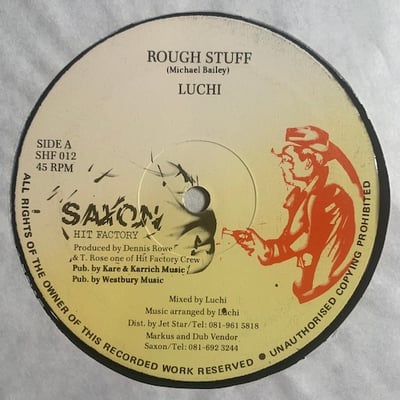 ROUGH STUFF
(Michael Bailey)
LUCHI
SIDE A
SHF 012
45 RPM
SAXON
HIT FACTORY
Produced by Dennis Rowe
& T. Rose one of Hit Factory Crew
Pub. by Kare & Karrich Music
Pub. by Westbury Music
Mixed by Luchi
Music arranged by Luchi
Dist. by Jet Star/Tel: 081-961 5818
Markus and Dub Vendor
Saxon/Tel: 081-692 3244
ALL RIGHTS OF THE OWNER OF THIS RECORDED WORK RESERVED ● UNAUTHORISED COPYING PROHIBITED